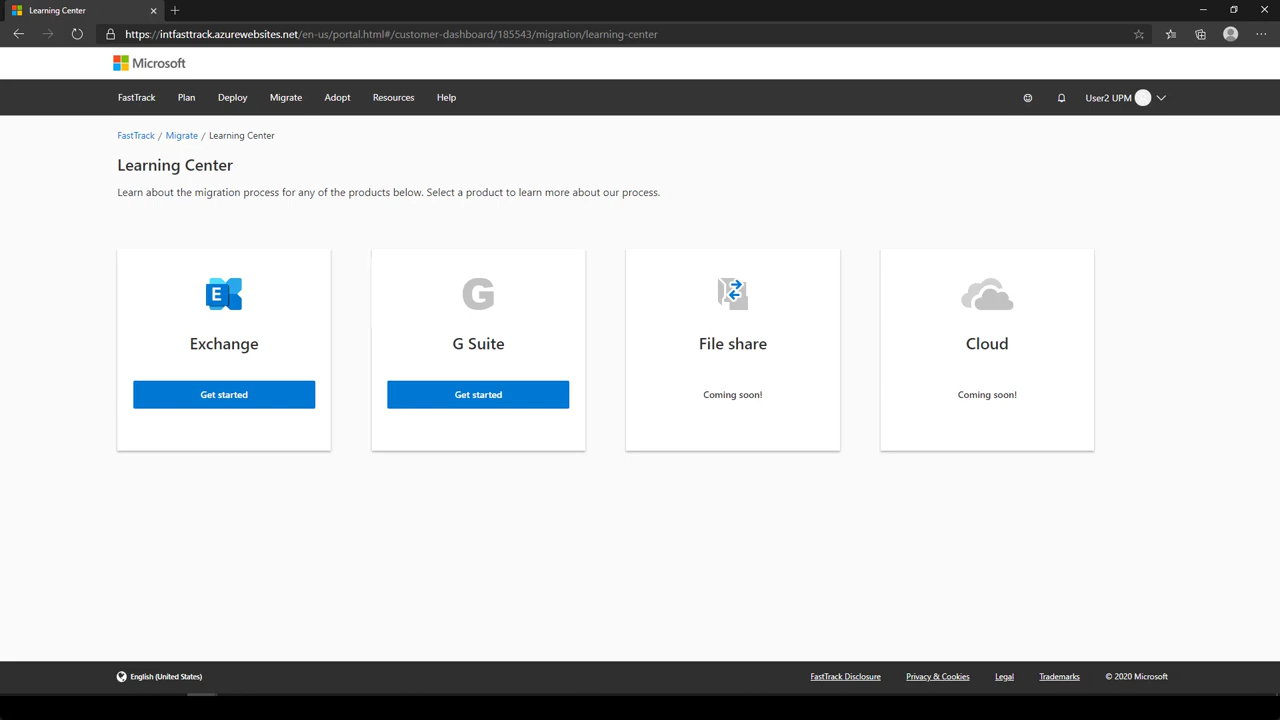 Learning Center
https://intfasttrack.azurewebsites.net/en-us/portal.html#/customer-dashboard/185543/migration/learning-center
Microsoft
FastTrack Plan Deploy Migrate Adopt Resources Help User2 UPM
FastTrack / Migrate / Learning Center
Learning Center
Learn about the migration process for any of the products below. Select a product to learn more about our process.
E
G
Exchange
G Suite
File share
Cloud
Get started
Get started
Coming soon!
Coming soon!
English (United States)
FastTrack Disclosure Privacy & Cookies Legal Trademarks © 2020 Microsoft